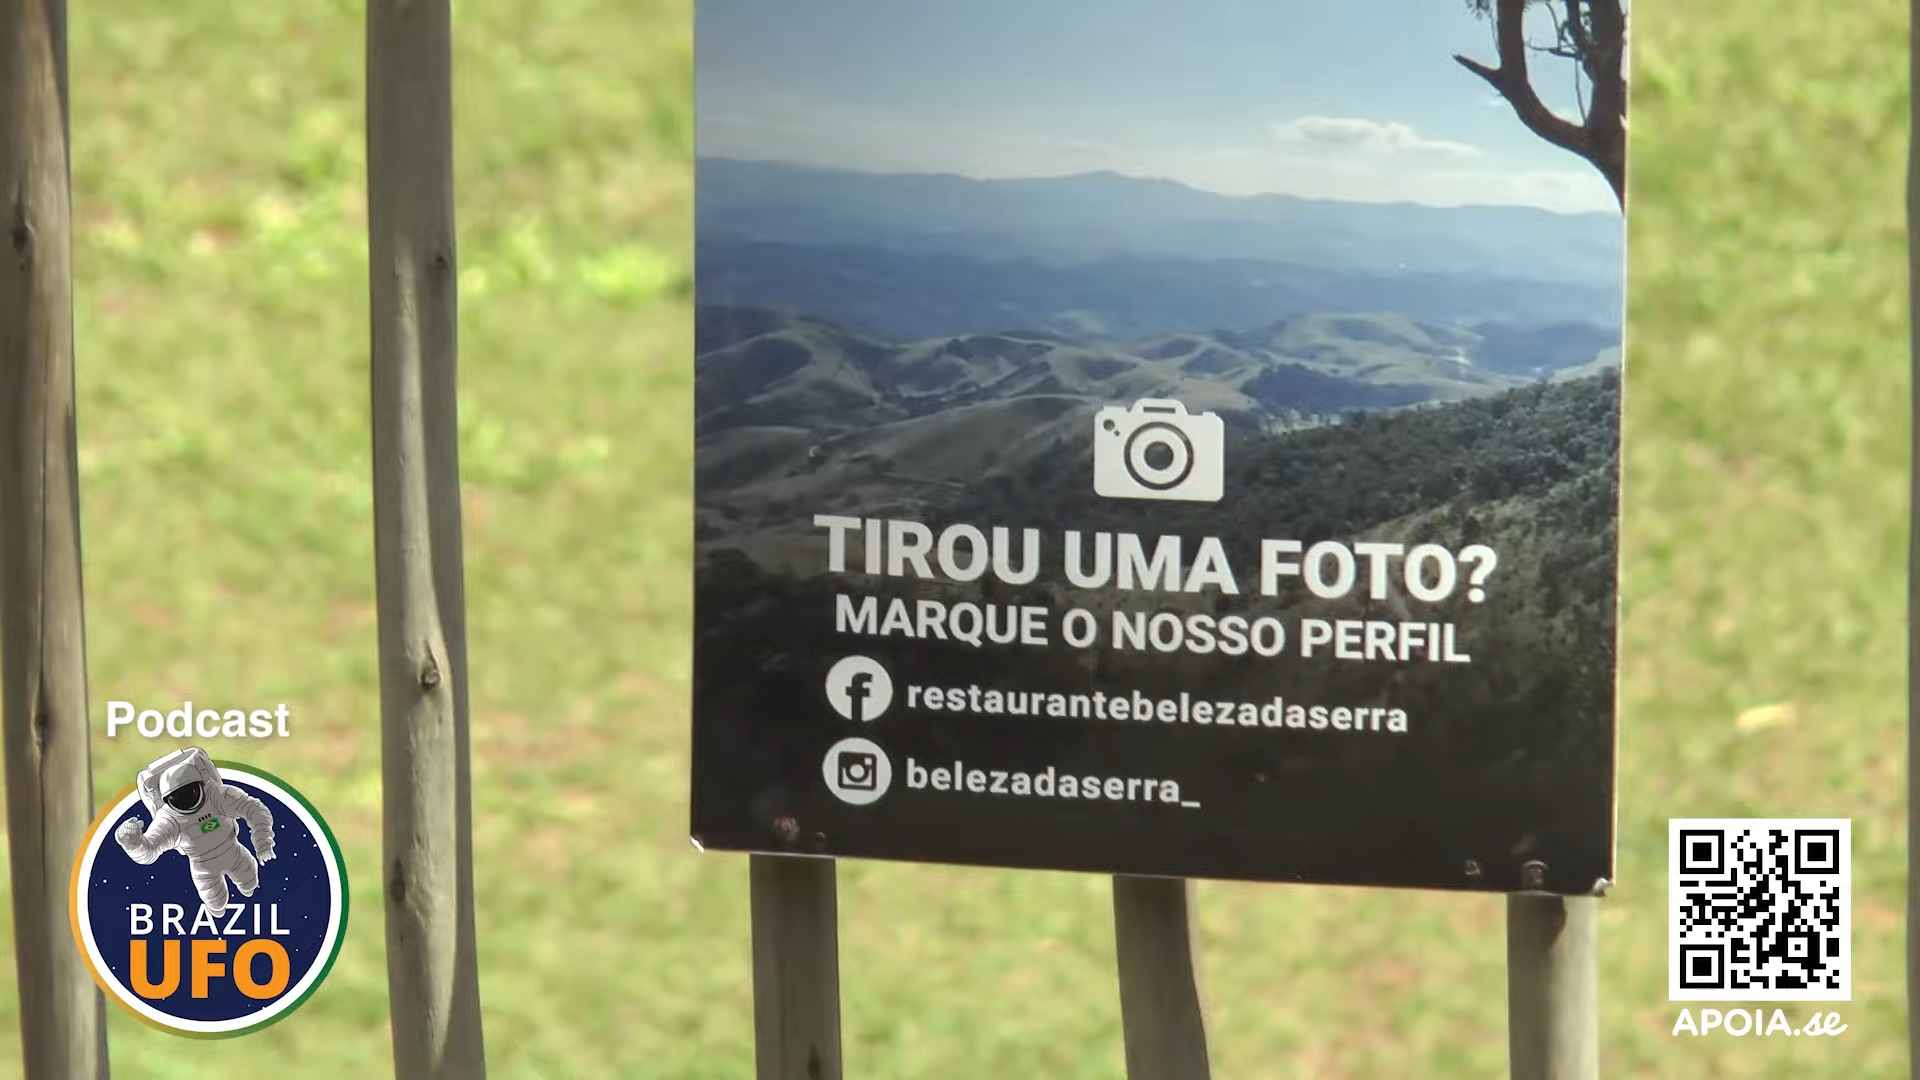 TIROU UMA FOTO?
MARQUE O NOSSO PERFIL
restaurantebelezadaserra
belezadaserra_
Podcast
BRAZIL
UFO
APOIA.se